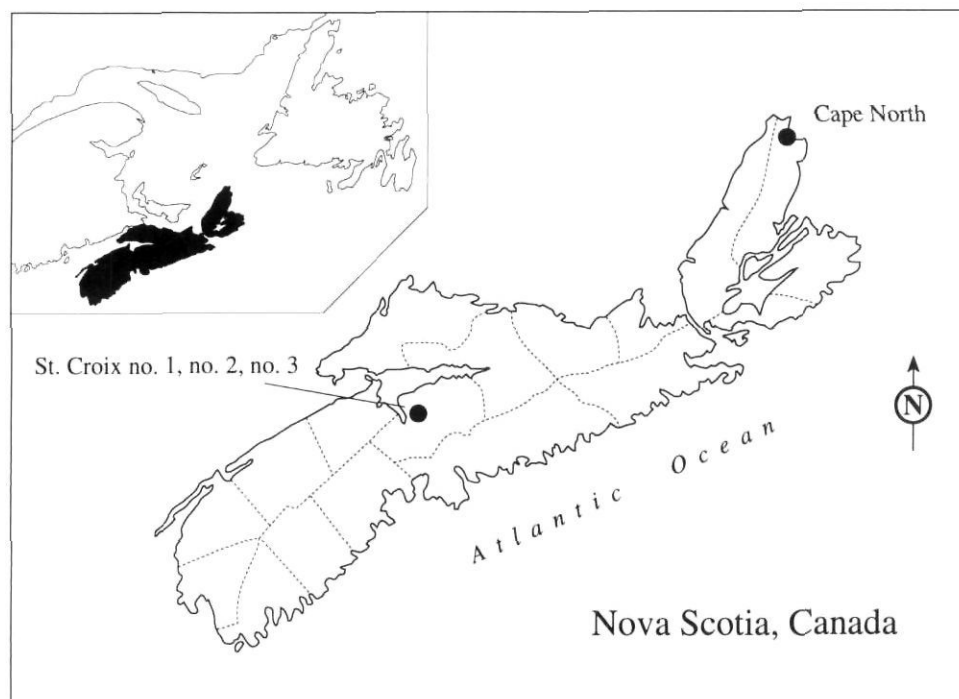 Cape North
St. Croix no. 1, no. 2, no. 3
N
Atlantic Ocean
Nova Scotia, Canada